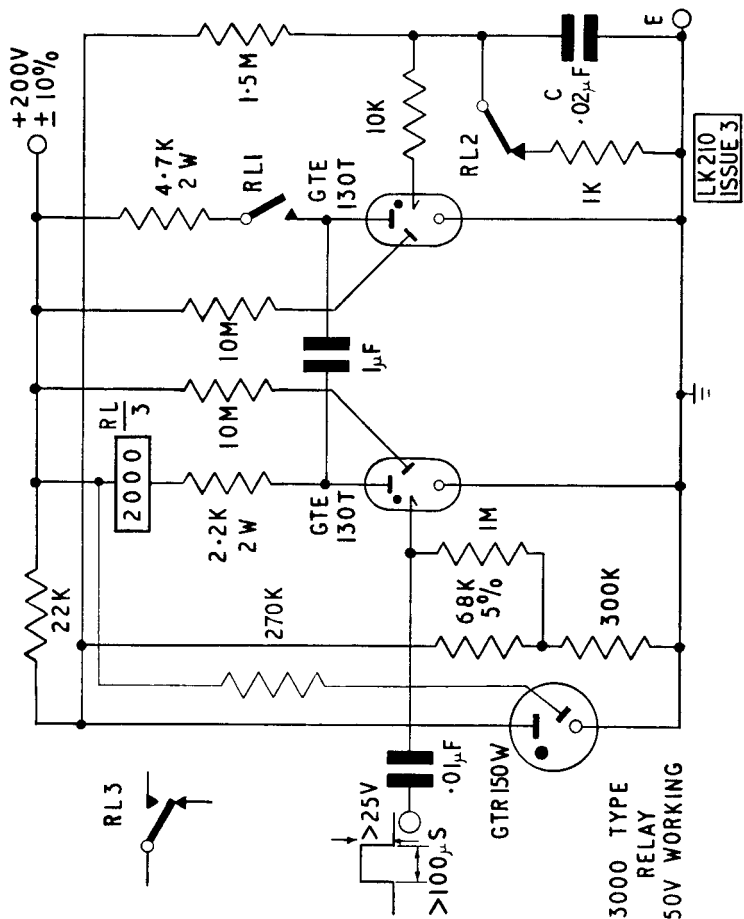 +200V
± 10%
1·5M
4·7K
2W
RL1
GTE
130T
10K
C
·02µF
E
RL2
1K
LK210
ISSUE 3
10M
1µF
10M
RL
3
2000
2·2K
2W
GTE
130T
22K
270K
1M
68K
5%
300K
RL3
>25V
>100µS
·01µF
GTR150W
3000 TYPE
RELAY
50V WORKING